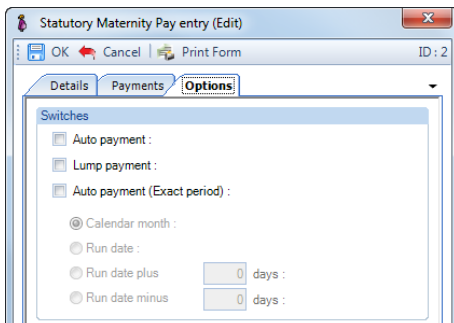 Statutory Maternity Pay entry (Edit)
OK Cancel Print Form ID: 2
Details Payments Options
Switches
Auto payment :
Lump payment :
Auto payment (Exact period) :
Calendar month :
Run date :
Run date plus 0 days :
Run date minus 0 days :